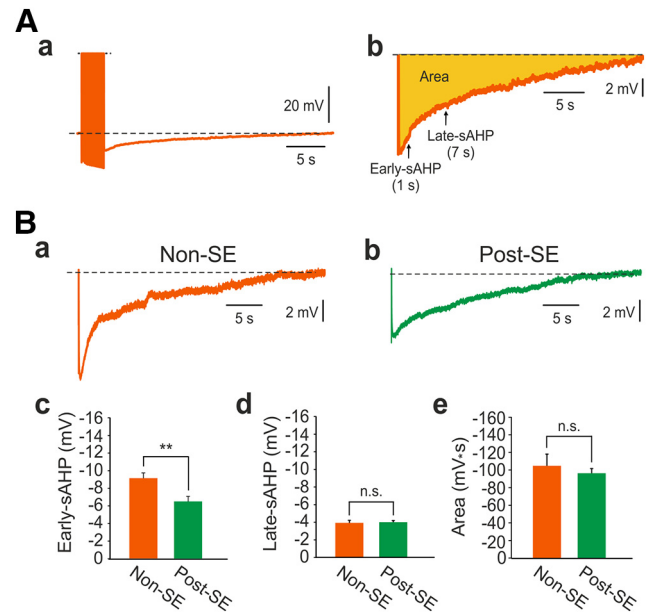 A
a
b
Area
20 mV
5 s
5 s
2 mV
Late-sAHP
(7 s)
Early-sAHP
(1 s)
B
a
Non-SE
b
Post-SE
5 s
2 mV
5 s
2 mV
c
Early-sAHP (mV)
-16
-14
-12
-10
-8
-6
-4
-2
0
**
Non-SE
Post-SE
d
Late-sAHP (mV)
-16
-14
-12
-10
-8
-6
-4
-2
0
n.s.
Non-SE
Post-SE
e
Area (mV*s)
-160
-140
-120
-100
-80
-60
-40
-20
0
n.s.
Non-SE
Post-SE